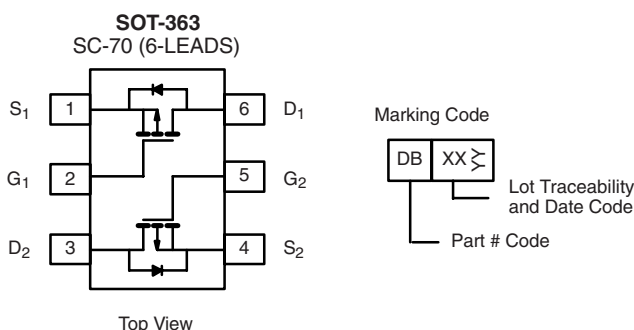 SOT-363
SC-70 (6-LEADS)
S1 1 6 D1
G1 2 5 G2
D2 3 4 S2
Top View
Marking Code
DB XX YY
Lot Traceability
and Date Code
Part # Code